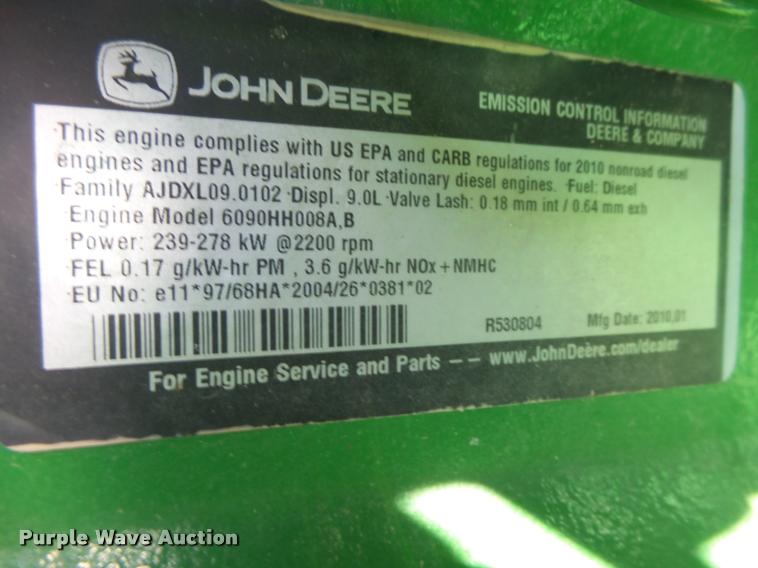 JOHN DEERE
EMISSION CONTROL INFORMATION
DEERE & COMPANY
·This engine complies with US EPA and CARB regulations for 2010 nonroad diesel
engines and EPA regulations for stationary diesel engines. ·Fuel: Diesel
·Family AJDXL09.0102 ·Displ. 9.0L ·Valve Lash: 0.18 mm int / 0.64 mm exh
·Engine Model 6090HH008A,B
·Power: 239-278 kW @2200 rpm
·FEL 0.17 g/kW-hr PM , 3.6 g/kW-hr NOx + NMHC
·EU No: e11*97/68HA*2004/26*0381*02
R530804 Mfg Date: 2010,01
For Engine Service and Parts — — www.JohnDeere.com/dealer
Purple Wave Auction®